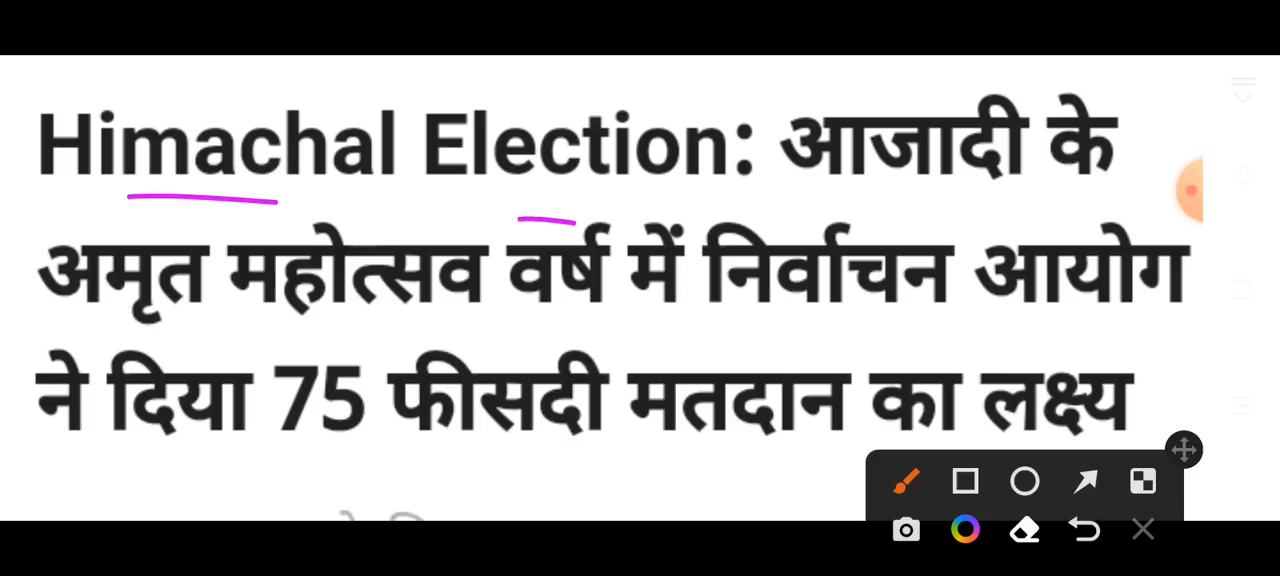 Himachal Election: आजादी के
अमृत महोत्सव वर्ष में निर्वाचन आयोग
ने दिया 75 फीसदी मतदान का लक्ष्य